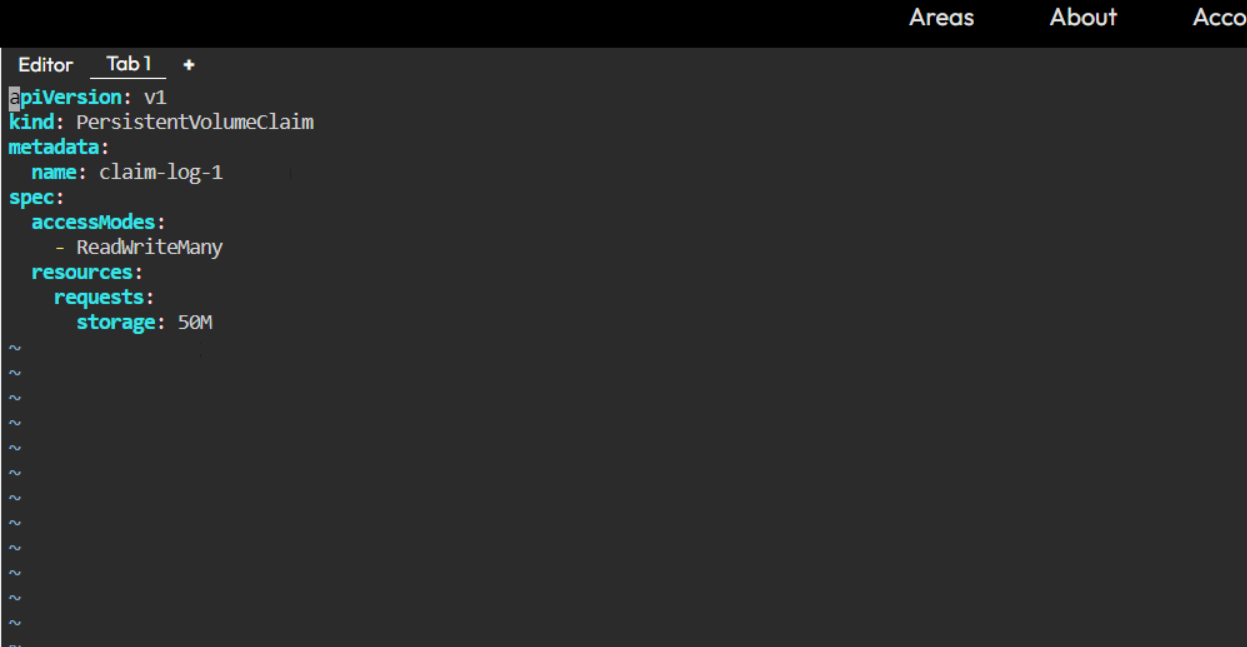 Areas About Acco
Editor Tab 1 +
apiVersion: v1
kind: PersistentVolumeClaim
metadata:
  name: claim-log-1
spec:
  accessModes:
    - ReadWriteMany
  resources:
    requests:
      storage: 50M
~
~
~
~
~
~
~
~
~
~
~
~
~